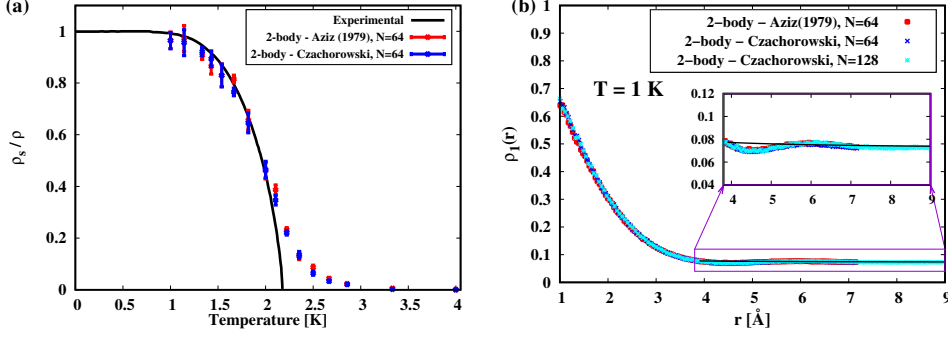 (a)
Experimental
2-body - Aziz (1979), N=64
2-body - Czachorowski, N=64
1
0.8
0.6
0.4
0.2
0
ρs / ρ
0 0.5 1 1.5 2 2.5 3 3.5 4
Temperature [K]
(b)
2-body − Aziz(1979), N=64
2-body − Czachorowski, N=64
2-body − Czachorowski, N=128
T = 1 K
1
0.9
0.8
0.7
0.6
0.5
0.4
0.3
0.2
0.1
0
ρ1(r)
0.12
0.1
0.08
0.06
0.04
4 5 6 7 8 9
1 2 3 4 5 6 7 8 9
r [Å]